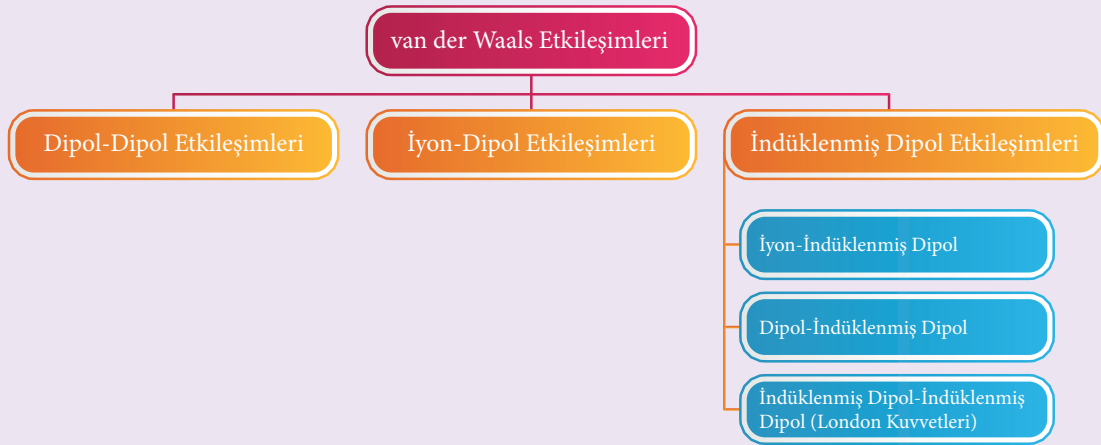 van der Waals Etkileşimleri
Dipol-Dipol Etkileşimleri
İyon-Dipol Etkileşimleri
İndüklenmiş Dipol Etkileşimleri
İyon-İndüklenmiş Dipol
Dipol-İndüklenmiş Dipol
İndüklenmiş Dipol-İndüklenmiş
Dipol (London Kuvvetleri)